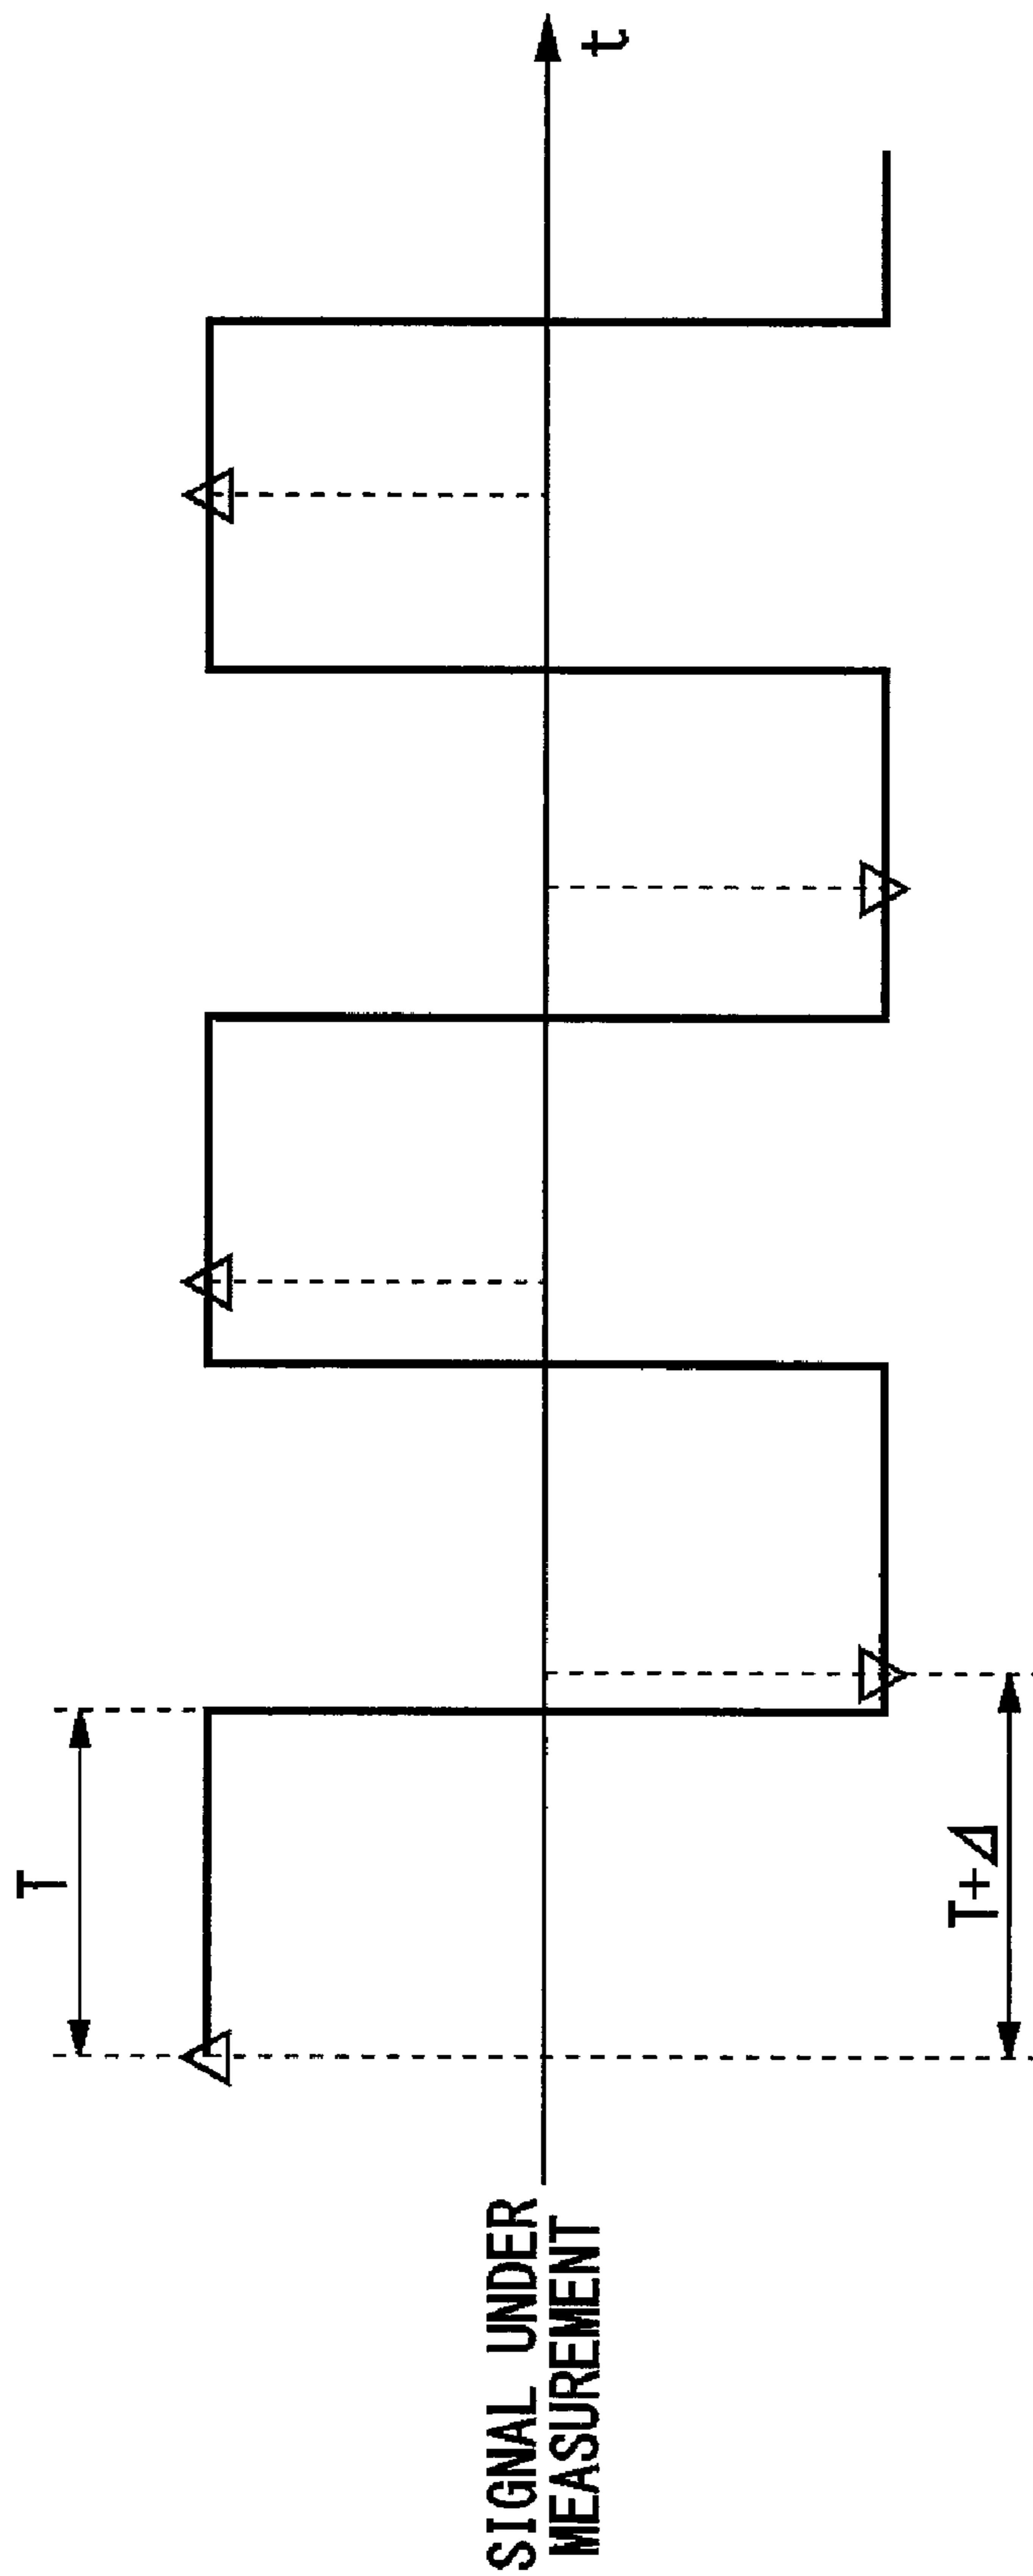 T
SIGNAL UNDER
MEASUREMENT
t
T+Δ